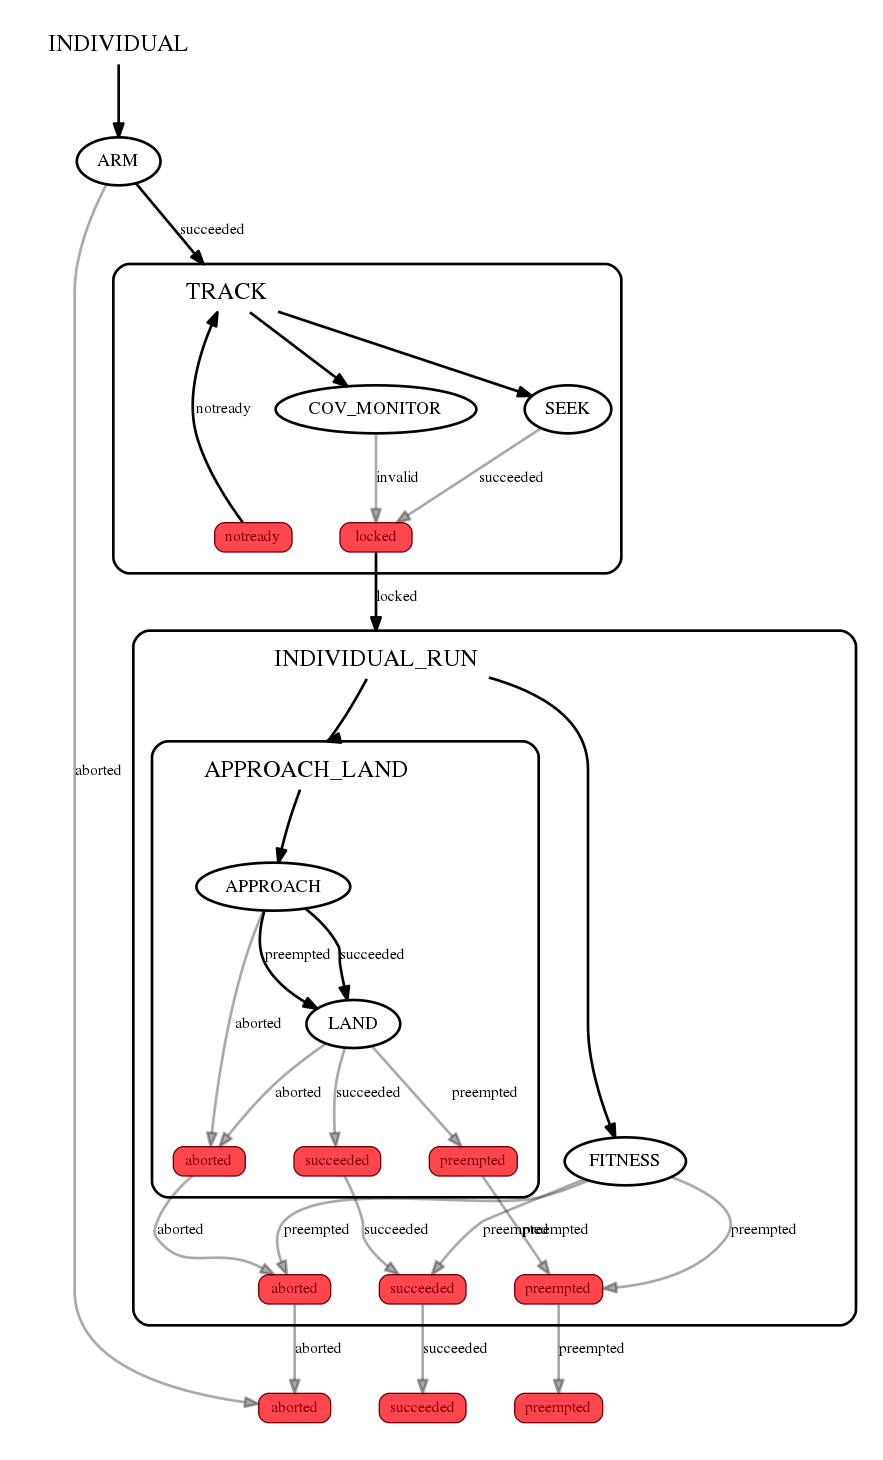 INDIVIDUAL
ARM
succeeded
TRACK
notready
COV_MONITOR
SEEK
invalid
succeeded
notready
locked
locked
INDIVIDUAL_RUN
aborted
APPROACH_LAND
APPROACH
preempted
succeeded
aborted
LAND
aborted
succeeded
preempted
aborted
succeeded
preempted
FITNESS
aborted
preempted
succeeded
preempted
preempted
preempted
aborted
succeeded
preempted
aborted
succeeded
preempted
aborted
succeeded
preempted